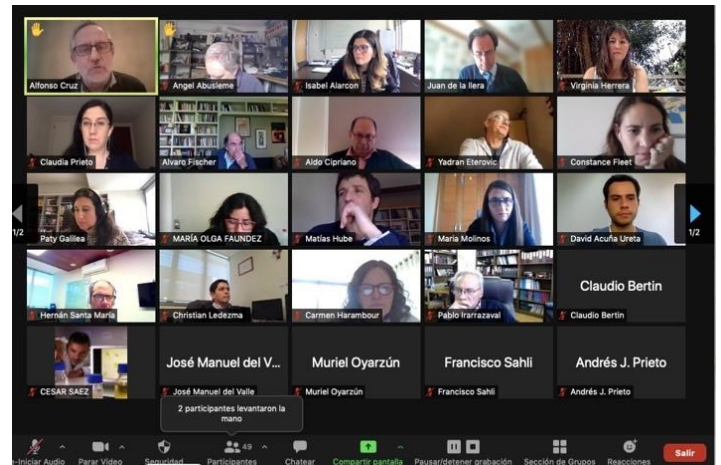 Alfonso Cruz
Angel Abusleme
Isabel Alarcon
Juan de la llera
Virginia Herrera
Claudia Prieto
Alvaro Fischer
Aldo Cipriano
Yadran Eterovic
Constance Fleet
1/2
Paty Galilea
MARÍA OLGA FAUNDEZ
Matías Hube
Maria Molinos
David Acuña Ureta
1/2
Hernán Santa María
Christian Ledezma
Carmen Harambour
Pablo Irarrazaval
Claudio Bertin
Claudio Bertin
CESAR SAEZ
José Manuel del V...
José Manuel del Valle
Muriel Oyarzún
Muriel Oyarzún
Francisco Sahli
Francisco Sahli
Andrés J. Prieto
Andrés J. Prieto
2 participantes levantaron la
mano
e-Iniciar Audio
Parar Video
Seguridad
Participantes
49
Chatear
Compartir pantalla
Pausar/detener grabación
Sección de Grupos
Reacciones
Salir